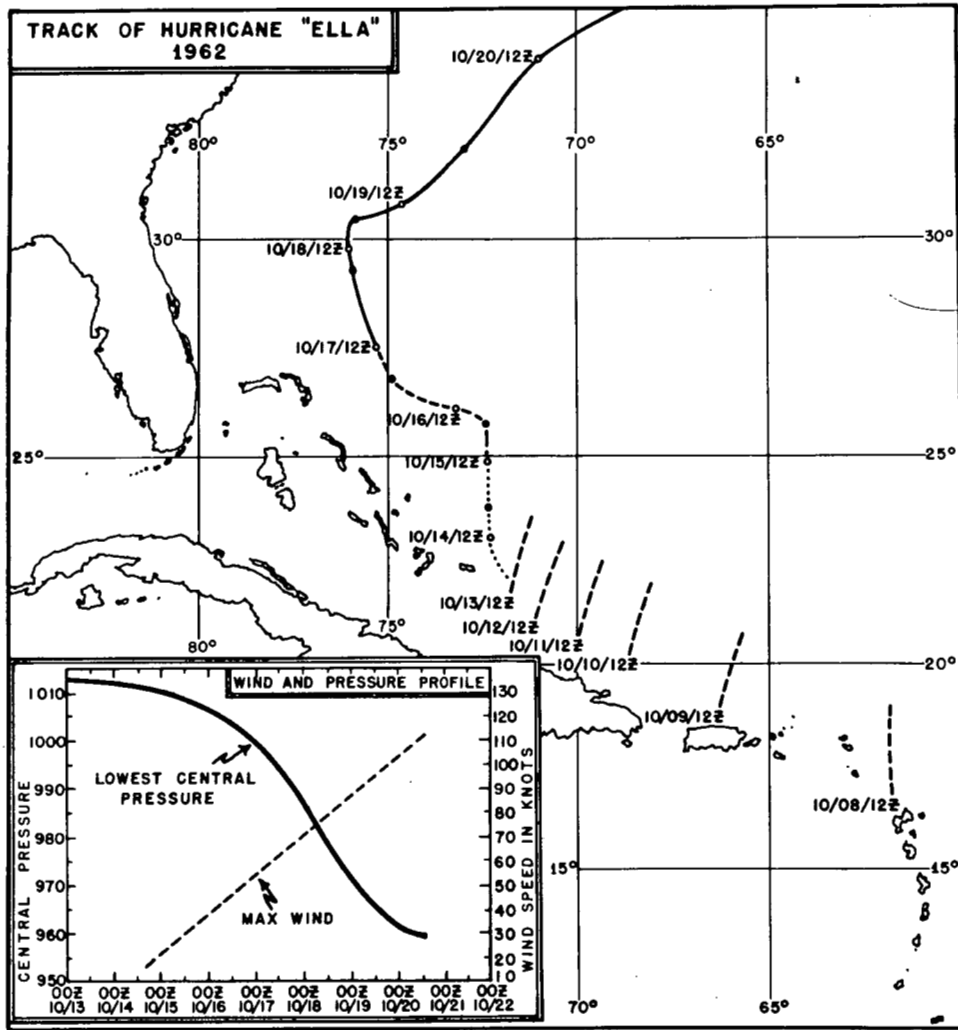 TRACK OF HURRICANE "ELLA"
1962
10/20/12Z
80°
75°
70°
65°
10/19/12Z
30°
10/18/12Z
30°
10/17/12Z
10/16/12Z
25°
10/15/12Z
25°
10/14/12Z
10/13/12Z
10/12/12Z
10/11/12Z
10/10/12Z
75°
80°
20°
10/09/12Z
10/08/12Z
15°
15°
70°
65°
WIND AND PRESSURE PROFILE
CENTRAL PRESSURE
1010
1000
990
980
970
960
950
LOWEST CENTRAL
PRESSURE
MAX WIND
130
120
110
100
90
80
70
60
50
40
30
20
10
WIND SPEED IN KNOTS
00Z 00Z 00Z 00Z 00Z 00Z 00Z 00Z 00Z 00Z
10/13 10/14 10/15 10/16 10/17 10/18 10/19 10/20 10/21 10/22